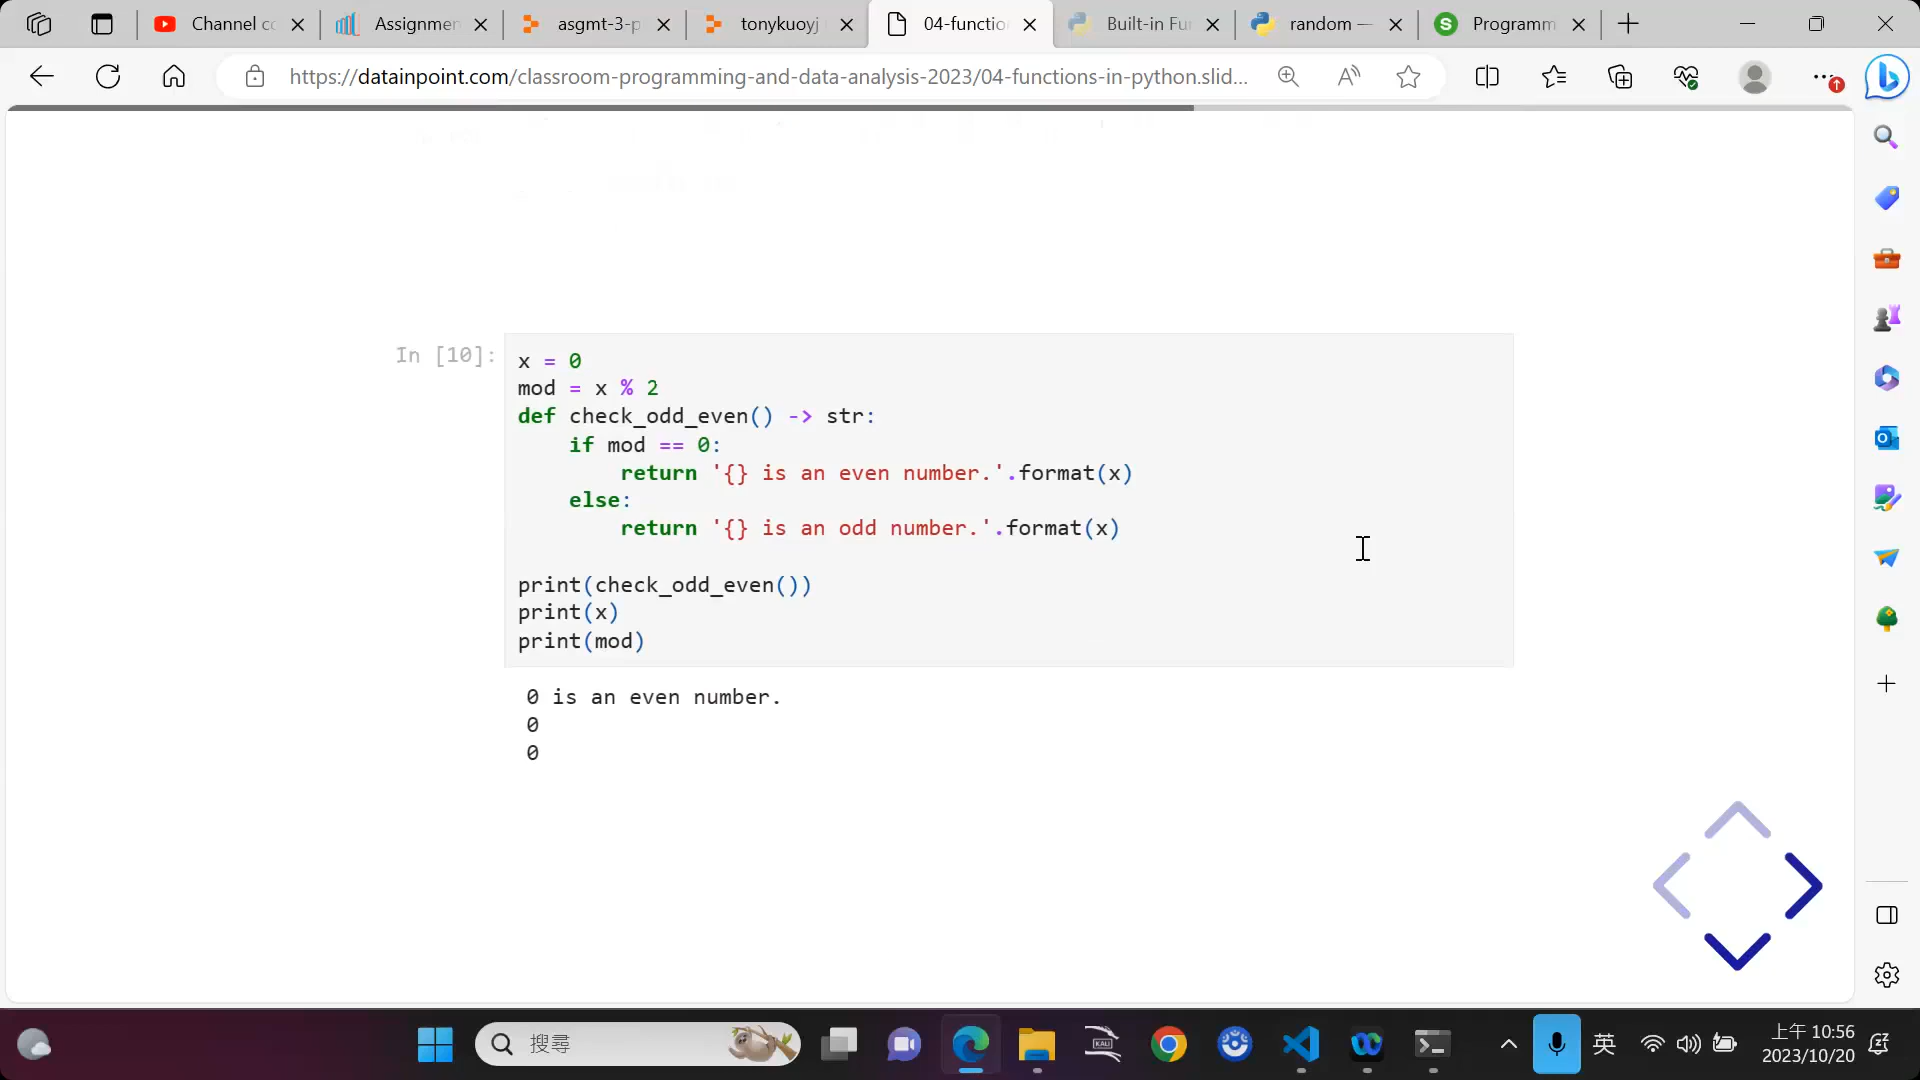 Channel co
Assignmen
asgmt-3-p
tonykuoyj
04-functio
Built-in Fu
random —
Programm
https://datainpoint.com/classroom-programming-and-data-analysis-2023/04-functions-in-python.slid...
In [10]:
x = 0
mod = x % 2
def check_odd_even() -> str:
    if mod == 0:
        return '{} is an even number.'.format(x)
    else:
        return '{} is an odd number.'.format(x)
print(check_odd_even())
print(x)
print(mod)
0 is an even number.
0
0
搜尋
KALI
英
上午 10:56
2023/10/20